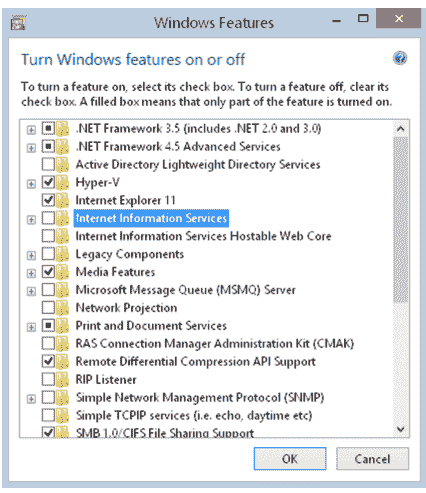 Windows Features
Turn Windows features on or off
To turn a feature on, select its check box. To turn a feature off, clear its
check box. A filled box means that only part of the feature is turned on.
.NET Framework 3.5 (includes .NET 2.0 and 3.0)
.NET Framework 4.5 Advanced Services
Active Directory Lightweight Directory Services
Hyper-V
Internet Explorer 11
Internet Information Services
Internet Information Services Hostable Web Core
Legacy Components
Media Features
Microsoft Message Queue (MSMQ) Server
Network Projection
Print and Document Services
RAS Connection Manager Administration Kit (CMAK)
Remote Differential Compression API Support
RIP Listener
Simple Network Management Protocol (SNMP)
Simple TCPIP services (i.e. echo, daytime etc)
SMB 1.0/CIFS File Sharing Support
OK
Cancel